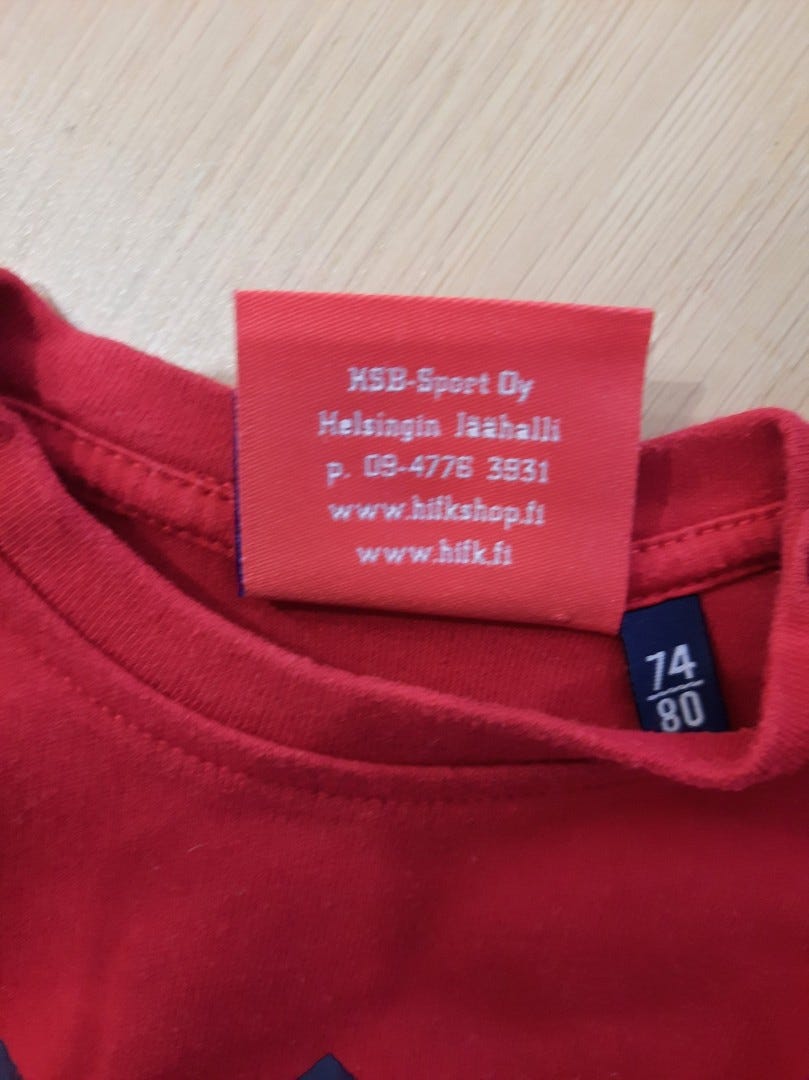 HSB-Sport Oy
Helsingin Jäähalli
p. 09-4776 3931
www.hifkshop.fi
www.hifk.fi
74
80